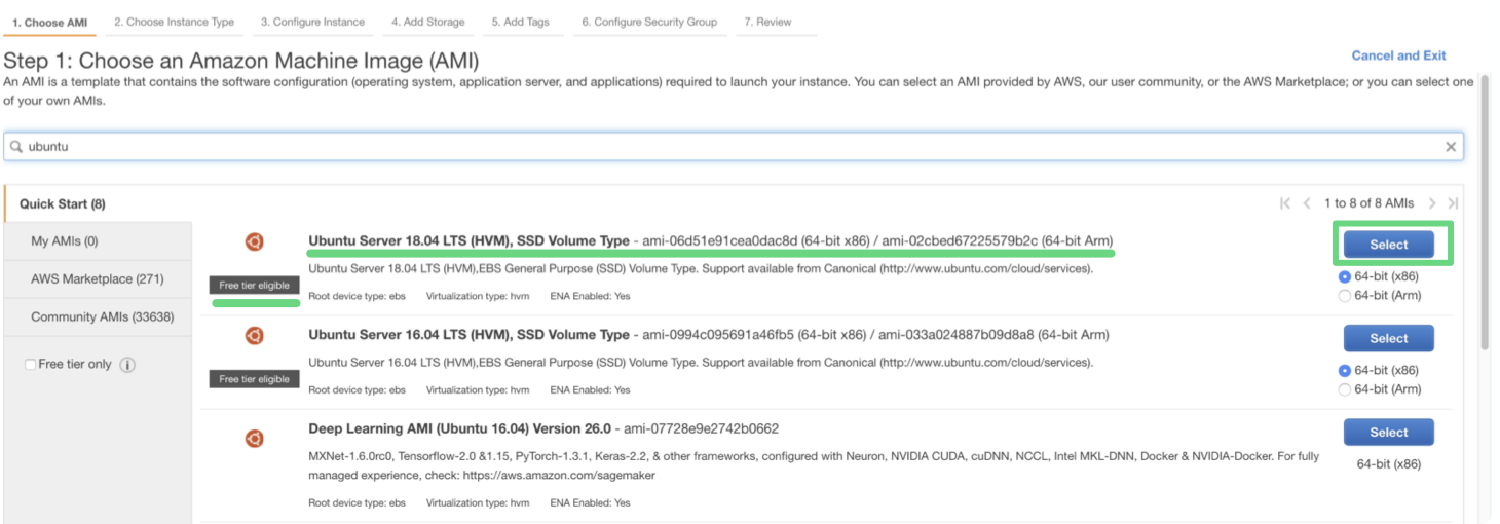 1. Choose AMI 2. Choose Instance Type 3. Configure Instance 4. Add Storage 5. Add Tags 6. Configure Security Group 7. Review
Step 1: Choose an Amazon Machine Image (AMI)
Cancel and Exit
An AMI is a template that contains the software configuration (operating system, application server, and applications) required to launch your instance. You can select an AMI provided by AWS, our user community, or the AWS Marketplace; or you can select one
of your own AMIs.
ubuntu
Quick Start (8)
1 to 8 of 8 AMIs
My AMIs (0)
AWS Marketplace (271)
Community AMIs (33638)
Free tier only
Ubuntu Server 18.04 LTS (HVM), SSD Volume Type - ami-06d51e91cea0dac8d (64-bit x86) / ami-02cbed67225579b2c (64-bit Arm)
Select
Ubuntu Server 18.04 LTS (HVM),EBS General Purpose (SSD) Volume Type. Support available from Canonical (http://www.ubuntu.com/cloud/services).
64-bit (x86)
Free tier eligible
Root device type: ebs Virtualization type: hvm ENA Enabled: Yes
64-bit (Arm)
Ubuntu Server 16.04 LTS (HVM), SSD Volume Type - ami-0994c095691a46fb5 (64-bit x86) / ami-033a024887b09d8a8 (64-bit Arm)
Select
Ubuntu Server 16.04 LTS (HVM),EBS General Purpose (SSD) Volume Type. Support available from Canonical (http://www.ubuntu.com/cloud/services).
64-bit (x86)
Free tier eligible
Root device type: ebs Virtualization type: hvm ENA Enabled: Yes
64-bit (Arm)
Deep Learning AMI (Ubuntu 16.04) Version 26.0 - ami-07728e9e2742b0662
Select
MXNet-1.6.0rc0, Tensorflow-2.0 &1.15, PyTorch-1.3.1, Keras-2.2, & other frameworks, configured with Neuron, NVIDIA CUDA, cuDNN, NCCL, Intel MKL-DNN, Docker & NVIDIA-Docker. For fully
64-bit (x86)
managed experience, check: https://aws.amazon.com/sagemaker
Root device type: ebs Virtualization type: hvm ENA Enabled: Yes